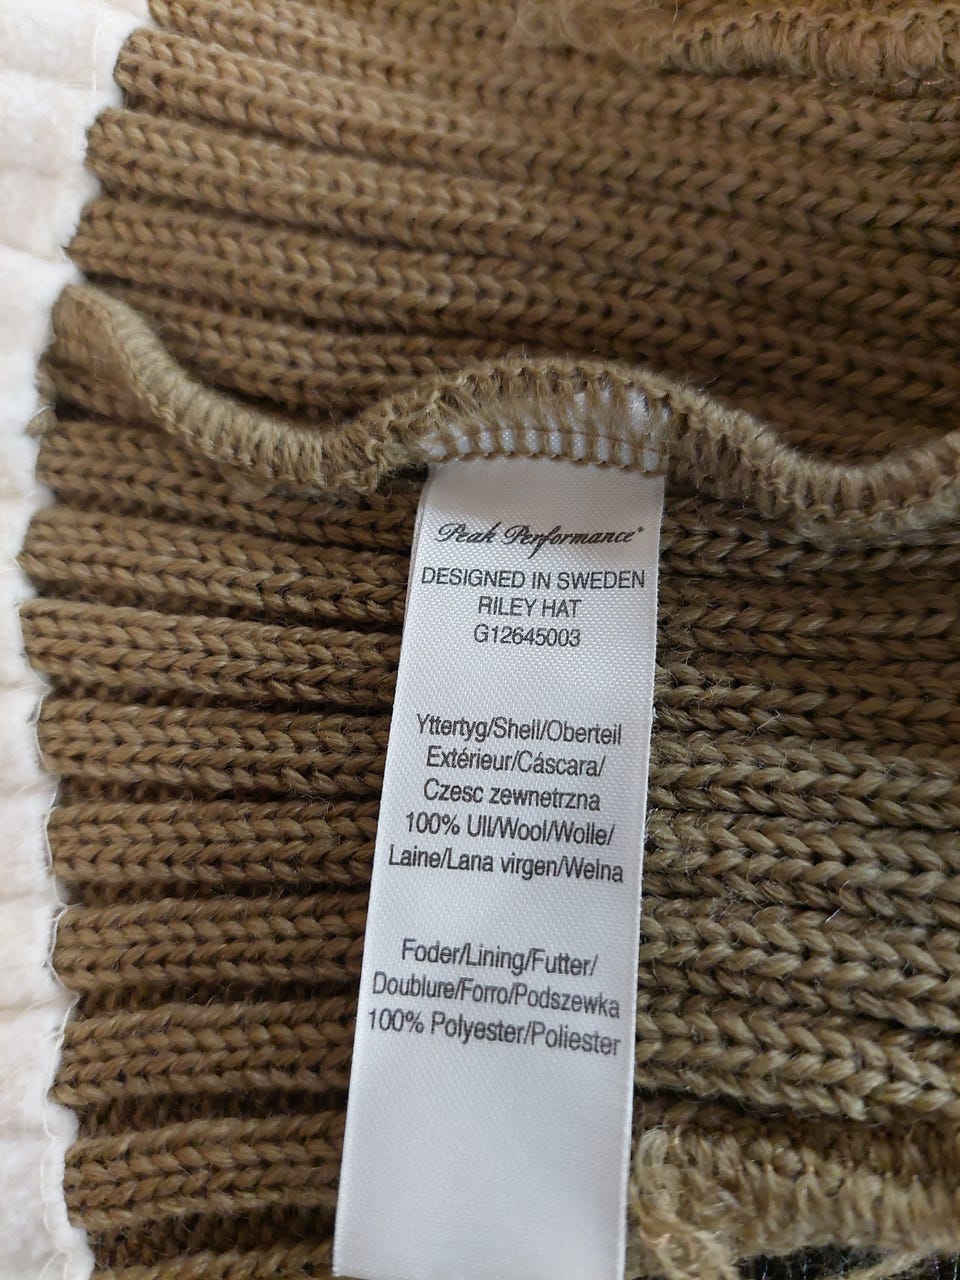 Peak Performance*
DESIGNED IN SWEDEN
RILEY HAT
G12645003
Yttertyg/Shell/Oberteil
Extérieur/Cáscara/
Czesc zewnetrzna
100% Ull/Wool/Wolle/
Laine/Lana virgen/Welna
Foder/Lining/Futter/
Doublure/Forro/Podszewka
100% Polyester/Poliester